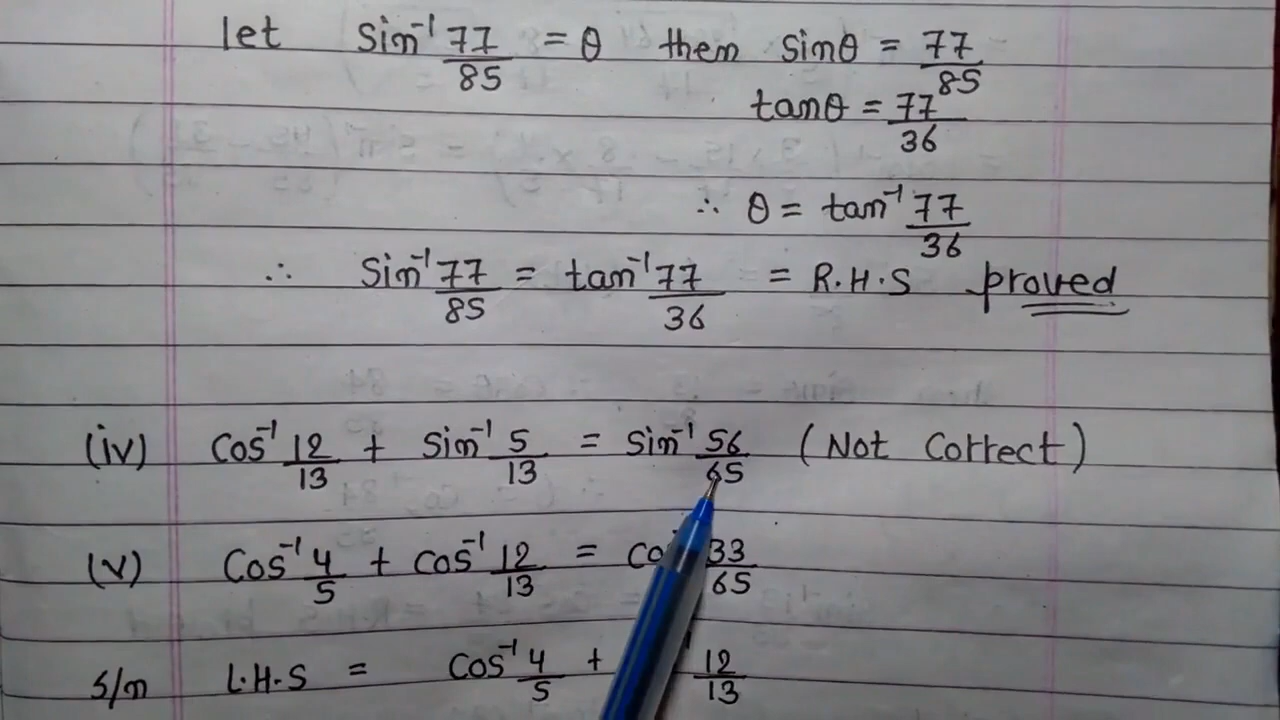 let sin⁻¹ 77/85 = θ then sinθ = 77/85
tanθ = 77/36
∴ θ = tan⁻¹ 77/36
∴ sin⁻¹ 77/85 = tan⁻¹ 77/36 = R.H.S proved
(iv) Cos⁻¹ 12/13 + Sin⁻¹ 5/13 = Sin⁻¹ 56/65 (Not Correct)
(v) Cos⁻¹ 4/5 + cos⁻¹ 12/13 = 33/65
S/n L.H.S = Cos⁻¹ 4/5 + 12/13